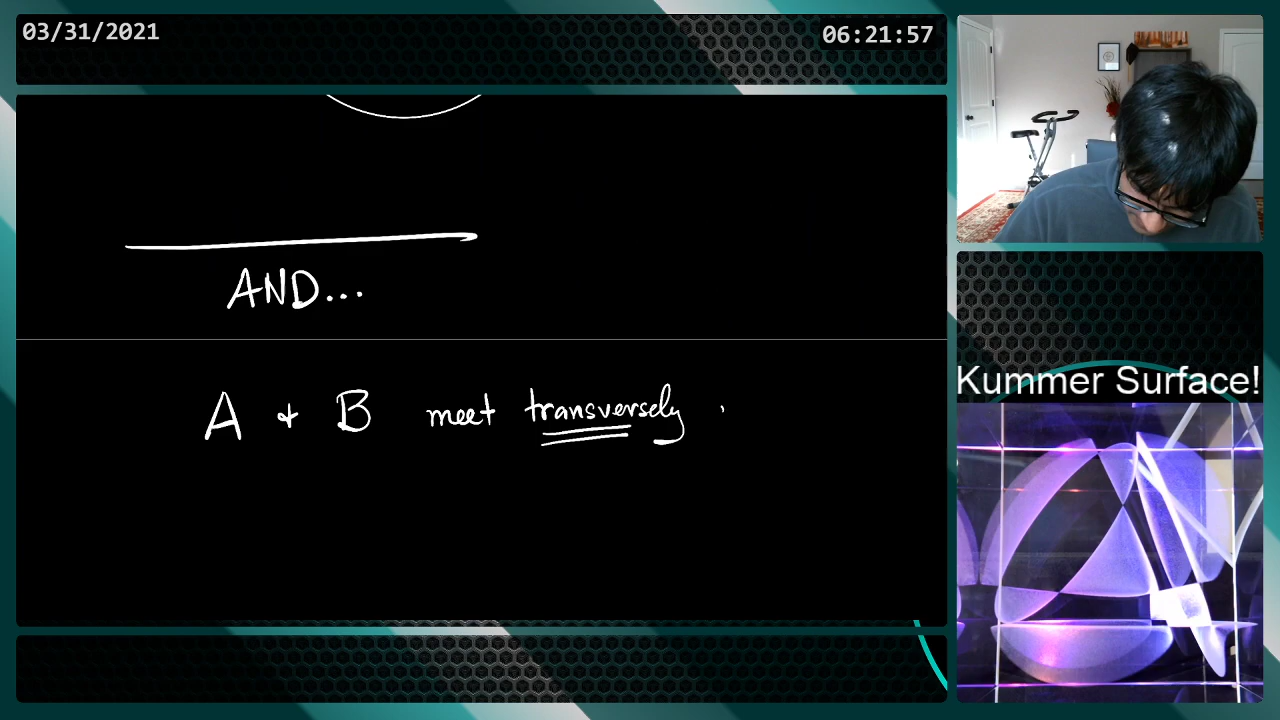 03/31/2021
06:21:57
AND...
A + B meet transversely
Kummer Surface!